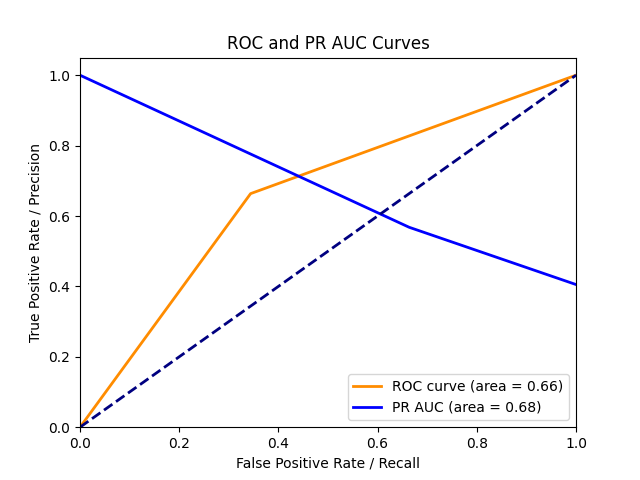 ROC and PR AUC Curves
True Positive Rate / Precision
1.0
0.8
0.6
0.4
0.2
0.0
0.0 0.2 0.4 0.6 0.8 1.0
False Positive Rate / Recall
ROC curve (area = 0.66)
PR AUC (area = 0.68)